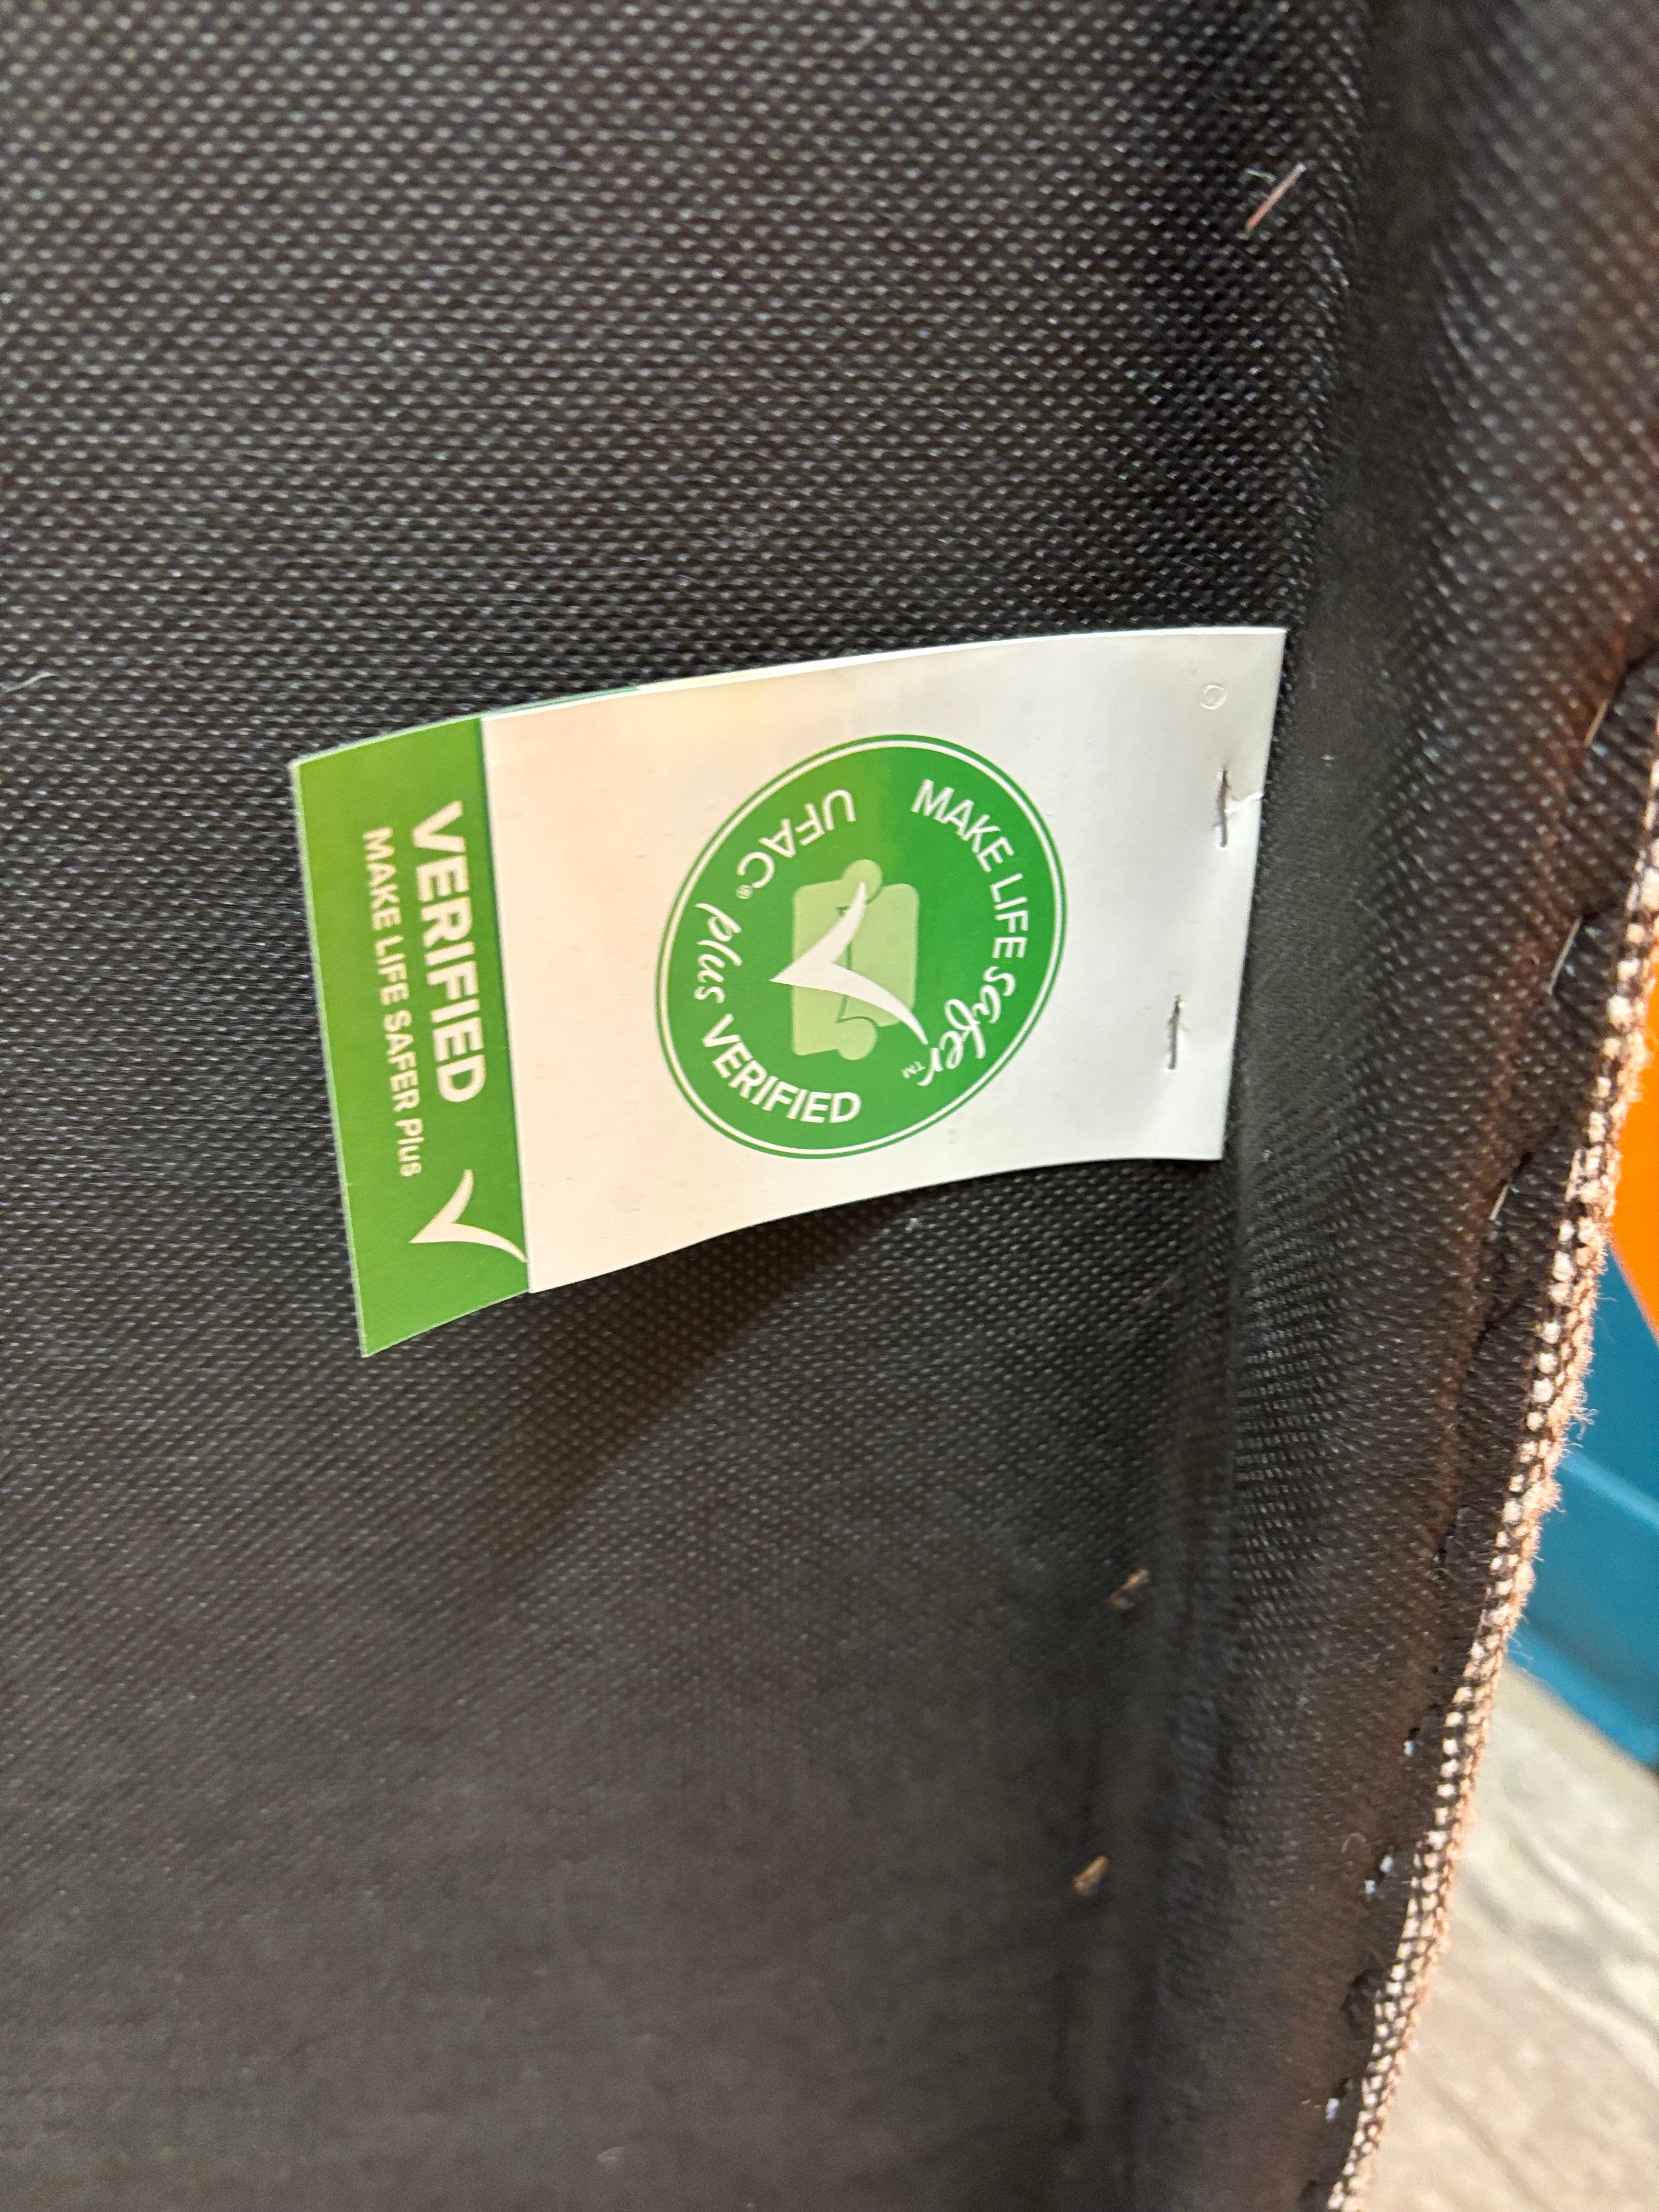 MAKE LIFE safer™
UFAC® plus VERIFIED
VERIFIED
MAKE LIFE SAFER Plus